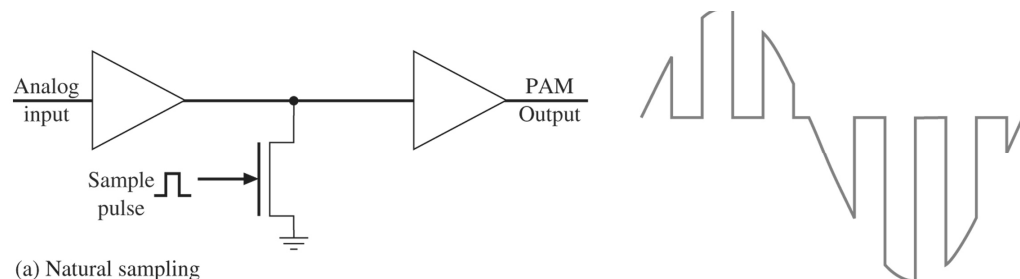 Analog
input
PAM
Output
Sample
pulse
(a) Natural sampling